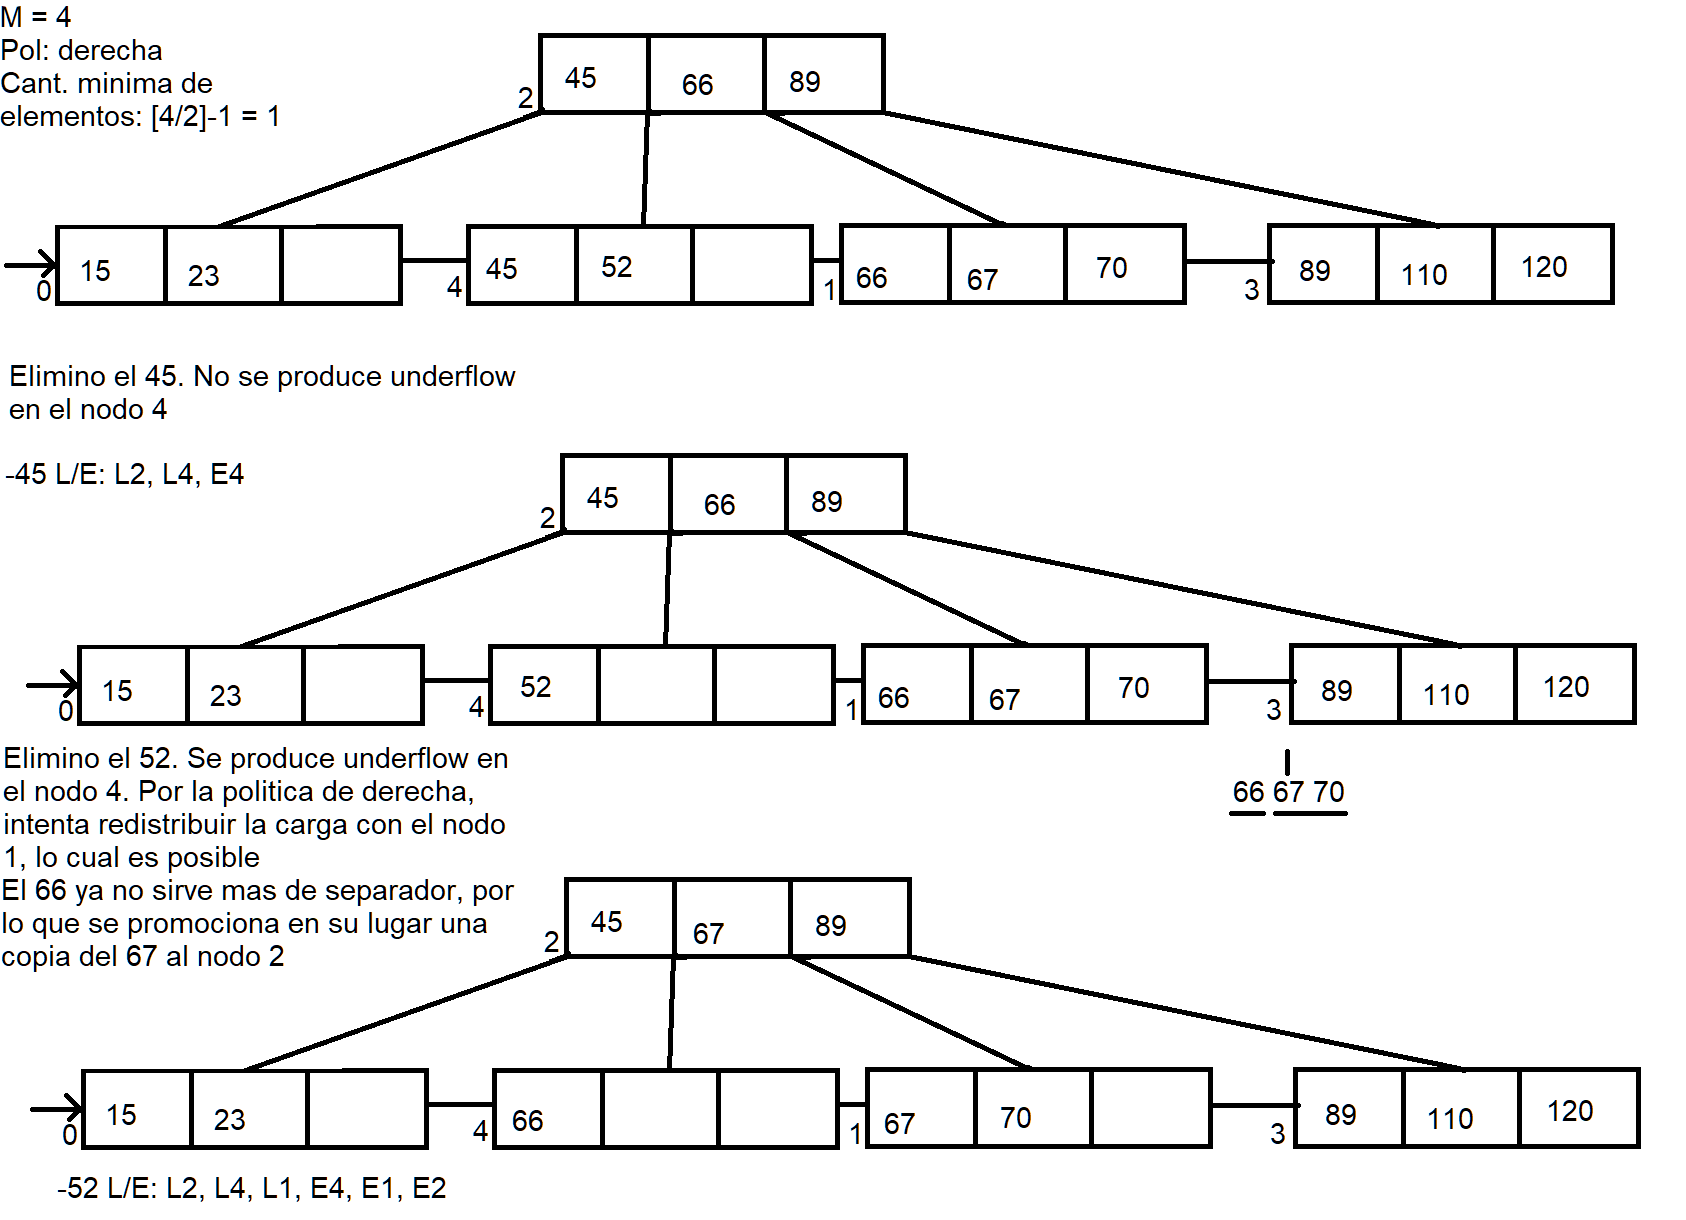 M = 4
Pol: derecha
Cant. minima de
elementos: [4/2]-1 = 1
45 66 89
2
15 23 45 52 66 67 70 89 110 120
0 4 1 3
Elimino el 45. No se produce underflow
en el nodo 4
-45 L/E: L2, L4, E4
45 66 89
2
15 23 52 66 67 70 89 110 120
0 4 1 3
Elimino el 52. Se produce underflow en
el nodo 4. Por la politica de derecha,
intenta redistribuir la carga con el nodo
1, lo cual es posible
El 66 ya no sirve mas de separador, por
lo que se promociona en su lugar una
copia del 67 al nodo 2
66 67 70
45 67 89
2
15 23 66 67 70 89 110 120
0 4 1 3
-52 L/E: L2, L4, L1, E4, E1, E2